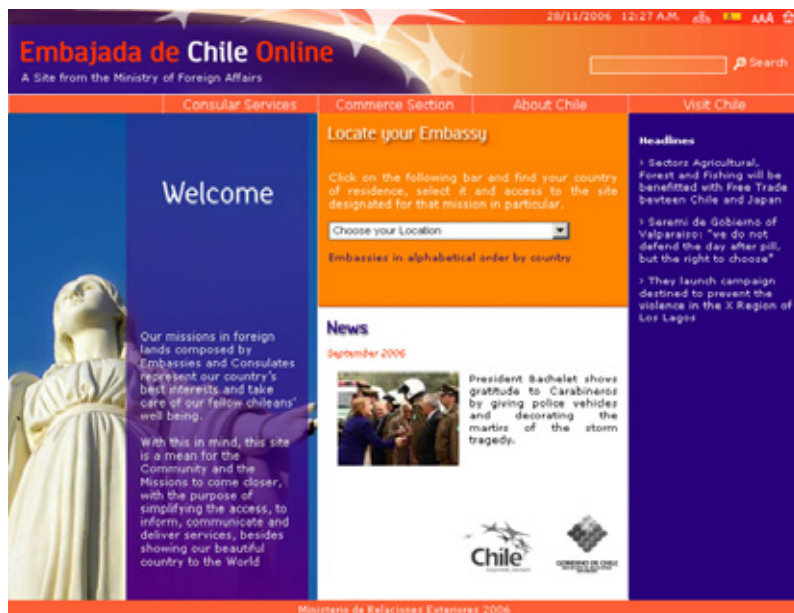 28/11/2006 12:27 A.M.
AAA
Embajada de Chile Online
A Site from the Ministry of Foreign Affairs
Search
Consular Services
Commerce Section
About Chile
Visit Chile
Welcome
Our missions in foreign
lands composed by
Embassies and Consulates
represent our country's
best interests and take
care of our fellow chileans'
well being.
With this in mind, this site
is a mean for the
Community and the
Missions to come closer,
with the purpose of
simplifying the access, to
inform, communicate and
deliver services, besides
showing our beautiful
country to the World
Locate your Embassy
Click on the following bar and find your country
of residence, select it and access to the site
designated for that mission in particular.
Choose your Location
Embassies in alphabetical order by country
News
September 2006
President Bachelet shows
gratitude to Carabineros
by giving police vehicles
and decorating the
martirs of the storm
tragedy.
Chile
GOBIERNO DE CHILE
Headlines
› Sectors Agricultural,
Forest and Fishing will be
benefitted with Free Trade
bevteen Chile and Japan
› Seremi de Gobierno of
Valparaiso: "we do not
defend the day after pill,
but the right to choose"
› They launch campaign
destined to prevent the
violence in the X Region of
Los Lagos
Ministerio de Relaciones Exteriores 2006